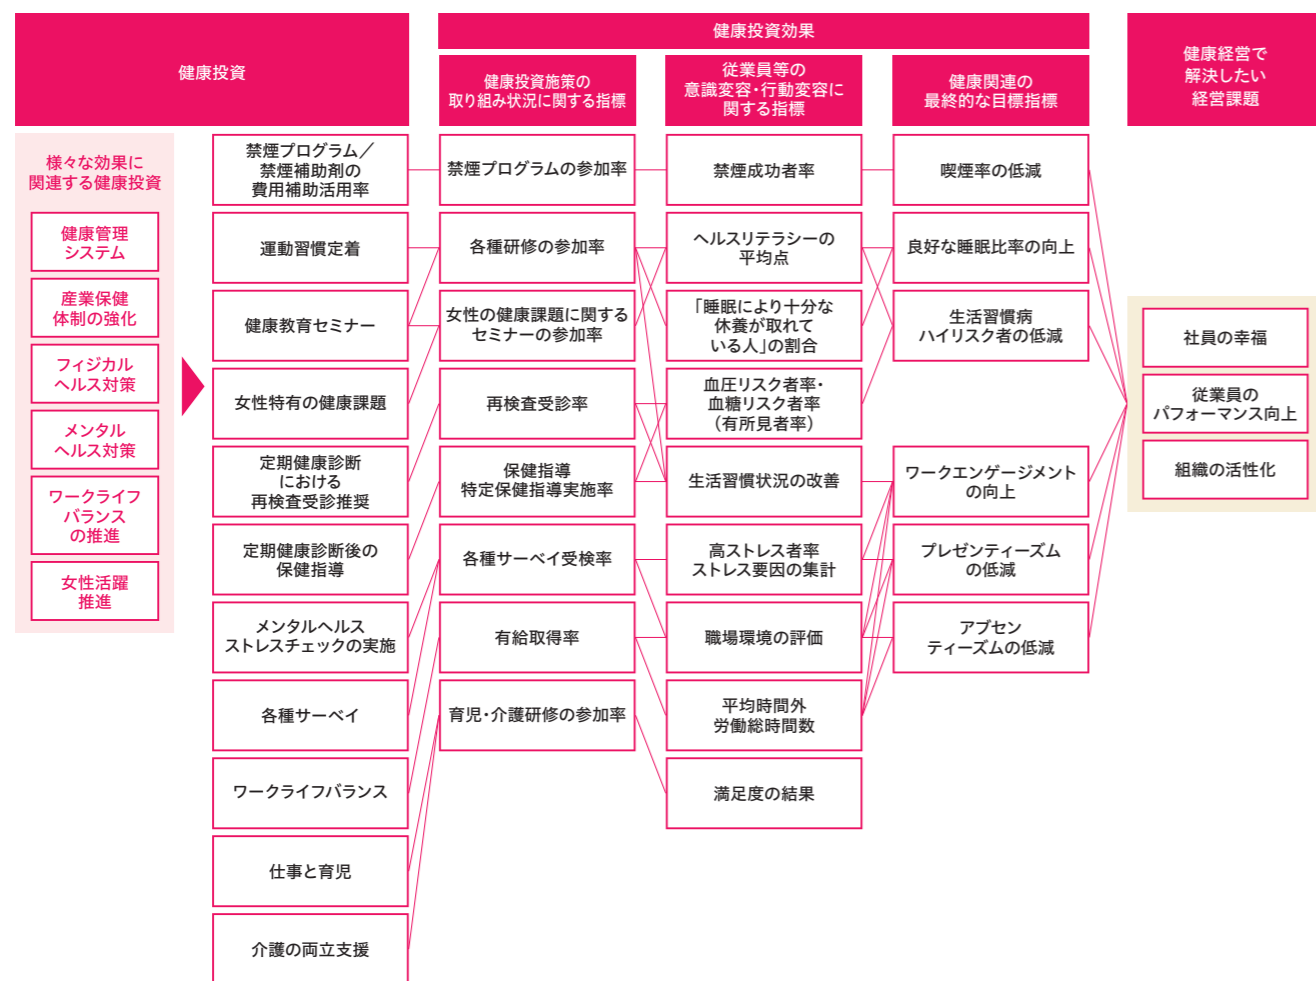 健康投資
健康投資効果
健康投資施策の
取り組み状況に関する指標
従業員等の
意識変容・行動変容に
関する指標
健康関連の
最終的な目標指標
健康経営で
解決したい
経営課題
様々な効果に
関連する健康投資
健康管理
システム
産業保健
体制の強化
フィジカル
ヘルス対策
メンタル
ヘルス対策
ワークライフ
バランス
の推進
女性活躍
推進
禁煙プログラム／
禁煙補助剤の
費用補助活用率
運動習慣定着
健康教育セミナー
女性特有の健康課題
定期健康診断
における
再検査受診推奨
定期健康診断後の
保健指導
メンタルヘルス
ストレスチェックの実施
各種サーベイ
ワークライフバランス
仕事と育児
介護の両立支援
禁煙プログラムの参加率
各種研修の参加率
女性の健康課題に関する
セミナーの参加率
再検査受診率
保健指導
特定保健指導実施率
各種サーベイ受検率
有給取得率
育児・介護研修の参加率
禁煙成功者率
ヘルスリテラシーの
平均点
「睡眠により十分な
休養が取れて
いる人」の割合
血圧リスク者率・
血糖リスク者率
（有所見者率）
生活習慣状況の改善
高ストレス者率
ストレス要因の集計
職場環境の評価
平均時間外
労働総時間数
満足度の結果
喫煙率の低減
良好な睡眠比率の向上
生活習慣病
ハイリスク者の低減
ワークエンゲージメント
の向上
プレゼンティーズム
の低減
アブセン
ティーズムの低減
社員の幸福
従業員の
パフォーマンス向上
組織の活性化